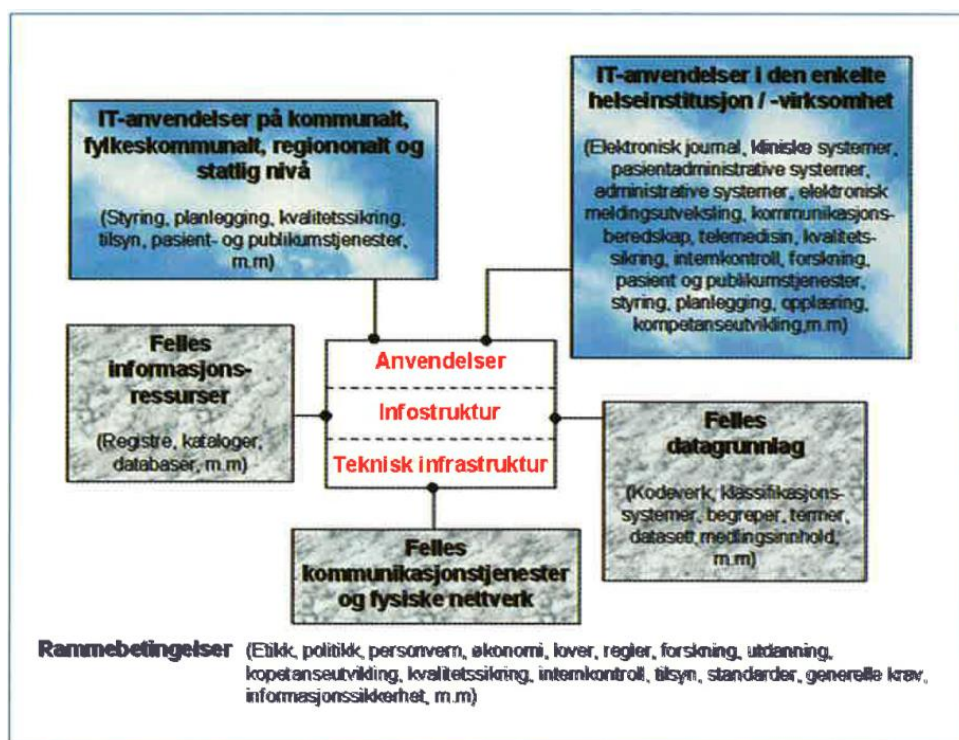 IT-anvendelser på kommunalt,
fylkeskommunalt, regiononalt og
statlig nivå
(Styring, planlegging, kvalitetssikring,
tilsyn, pasient- og publikumstjenester,
m.m)
IT-anvendelser i den enkelte
helseinstitusjon / -virksomhet
(Elektronisk journal, kliniske systemer,
pasientadministrative systemer,
administrative systemer, elektronisk
meldingsutveksling, kommunikasjons-
beredskap, telemedisin, kvalitets-
sikring, internkontroll, forskning,
pasient og publikumstjenester,
styring, planlegging, opplæring,
kompetanseutvikling,m.m)
Felles
informasjons-
ressurser
(Registre, kataloger,
databaser, m.m)
Anvendelser
Infostruktur
Teknisk infrastruktur
Felles
datagrunnlag
(Kodeverk, klassifikasjons-
systemer, begreper, termer,
datasett,medlingsinnhold,
m.m)
Felles
kommunikasjonstjenester
og fysiske nettverk
Rammebetingelser (Etikk, politikk, personvern, økonomi, lover, regler, forskning, utdanning,
kopetanseutvikling, kvalitetssikring, internkontroll, tilsyn, standarder, generelle krav,
informasjonssikkerhet, m.m)